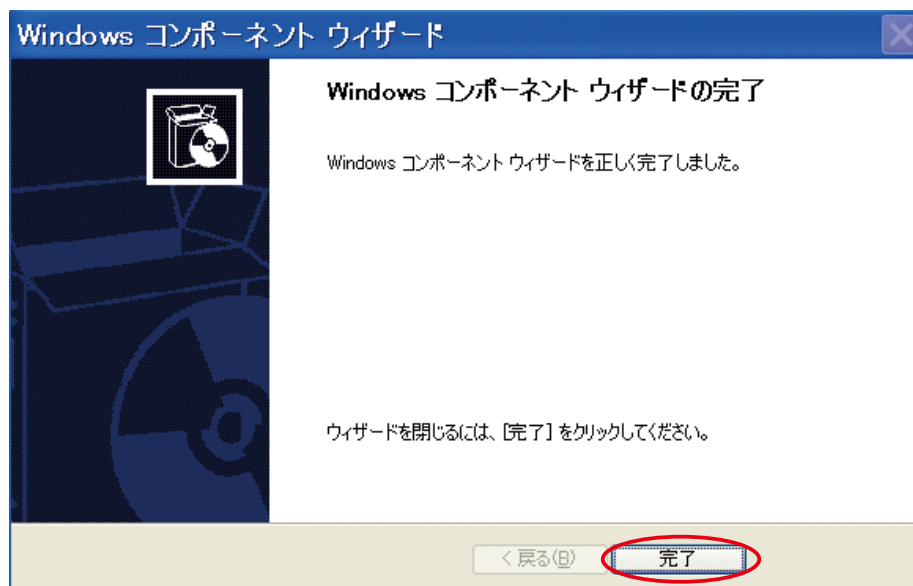 Windows コンポーネント ウィザード
Windows コンポーネント ウィザードの完了
Windows コンポーネント ウィザードを正しく完了しました。
ウィザードを閉じるには、[完了] をクリックしてください。
< 戻る(B)
完了